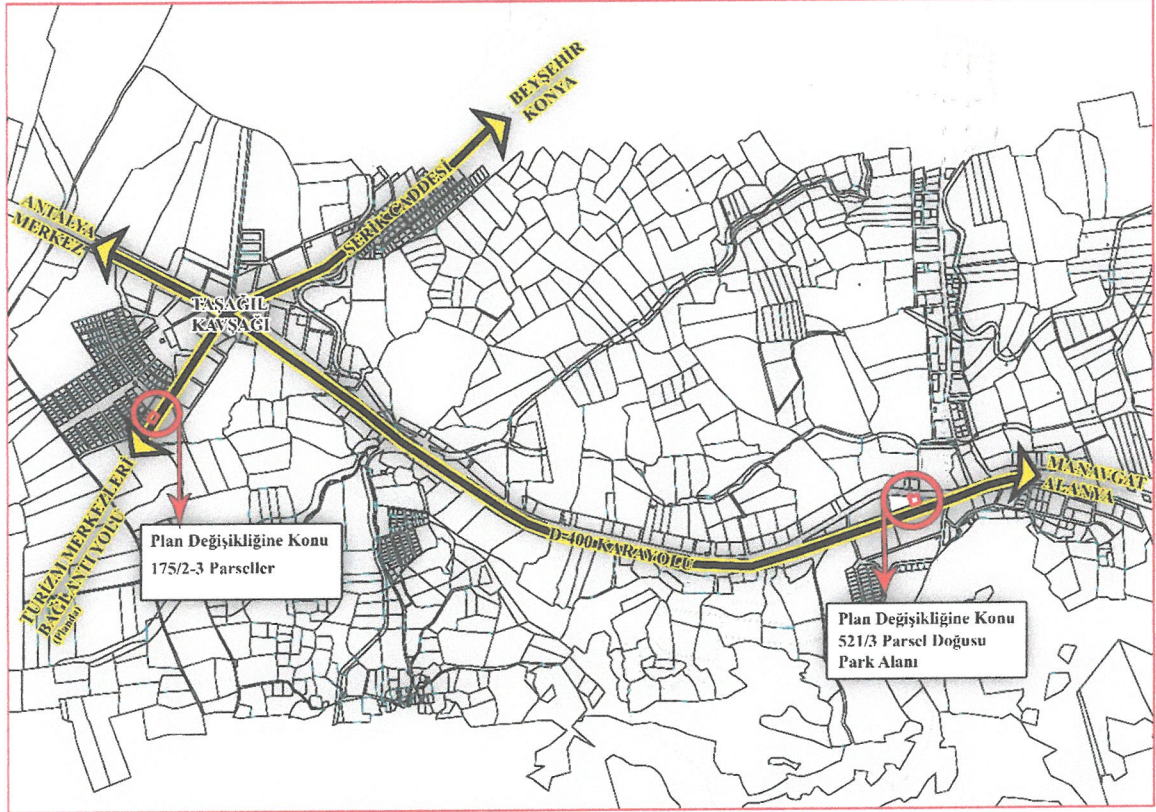 BEYŞEHİR
KONYA
SERİK CADDESİ
ANTALYA
MERKEZ
TAŞAĞIL
KAVŞAĞI
MANAVGAT
ALANYA
D-400 KARAYOLU
TURİZM MERKEZLERİ
BAĞLANTI YOLU
(Planda)
Plan Değişikliğine Konu
175/2-3 Parseller
Plan Değişikliğine Konu
521/3 Parsel Doğusu
Park Alanı